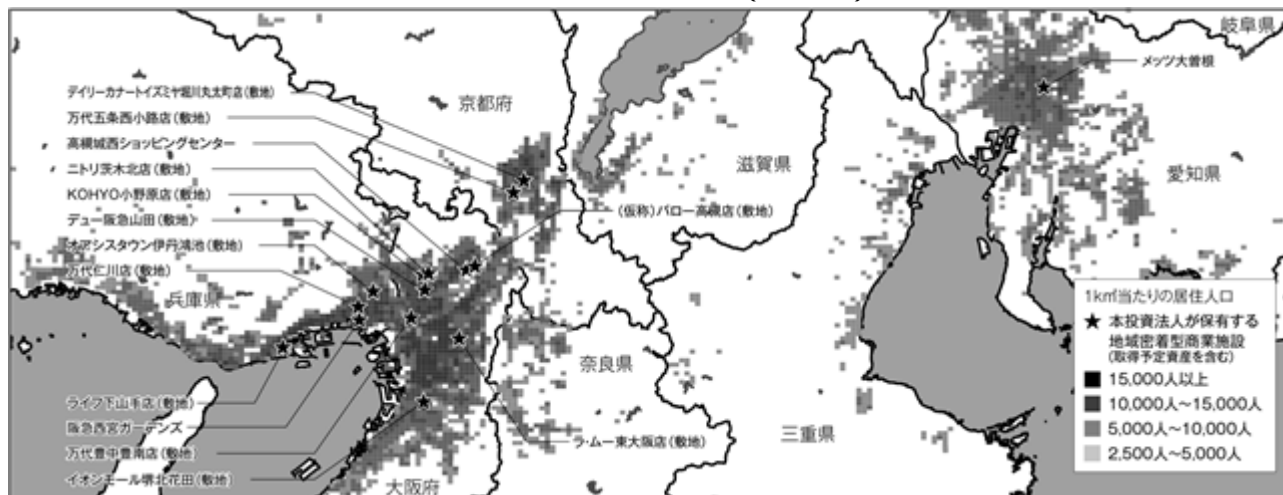 岐阜県
メッツ大曽根
デイリーカナートイズミヤ堀川丸太町店(敷地)
京都府
万代五条西小路店(敷地)
高槻城西ショッピングセンター
滋賀県
ニトリ茨木北店(敷地)
愛知県
KOHYO小野原店(敷地)
(仮称)バロー高槻店(敷地)
デュー阪急山田(敷地)
オアシスタウン伊丹鴻池(敷地)
万代仁川店(敷地)
兵庫県
1k㎡当たりの居住人口
★ 本投資法人が保有する
地域密着型商業施設
(取得予定資産を含む)
15,000人以上
10,000人～15,000人
5,000人～10,000人
2,500人～5,000人
奈良県
ライフ下山手店(敷地)
阪急西宮ガーデンズ
ラ・ムー東大阪店(敷地)
三重県
万代豊中豊南店(敷地)
イオンモール堺北花田(敷地)
大阪府